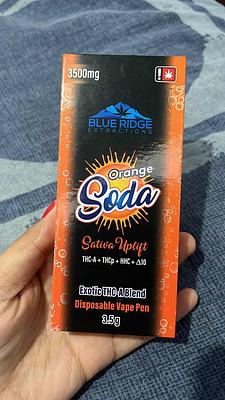 3500mg
!
BLUE RIDGE
EXTRACTIONS
Orange
Soda
Sativa Uplift
THC-A + THCp + HHC + Δ10
Exotic THC-A Blend
Disposable Vape Pen
3.5 g